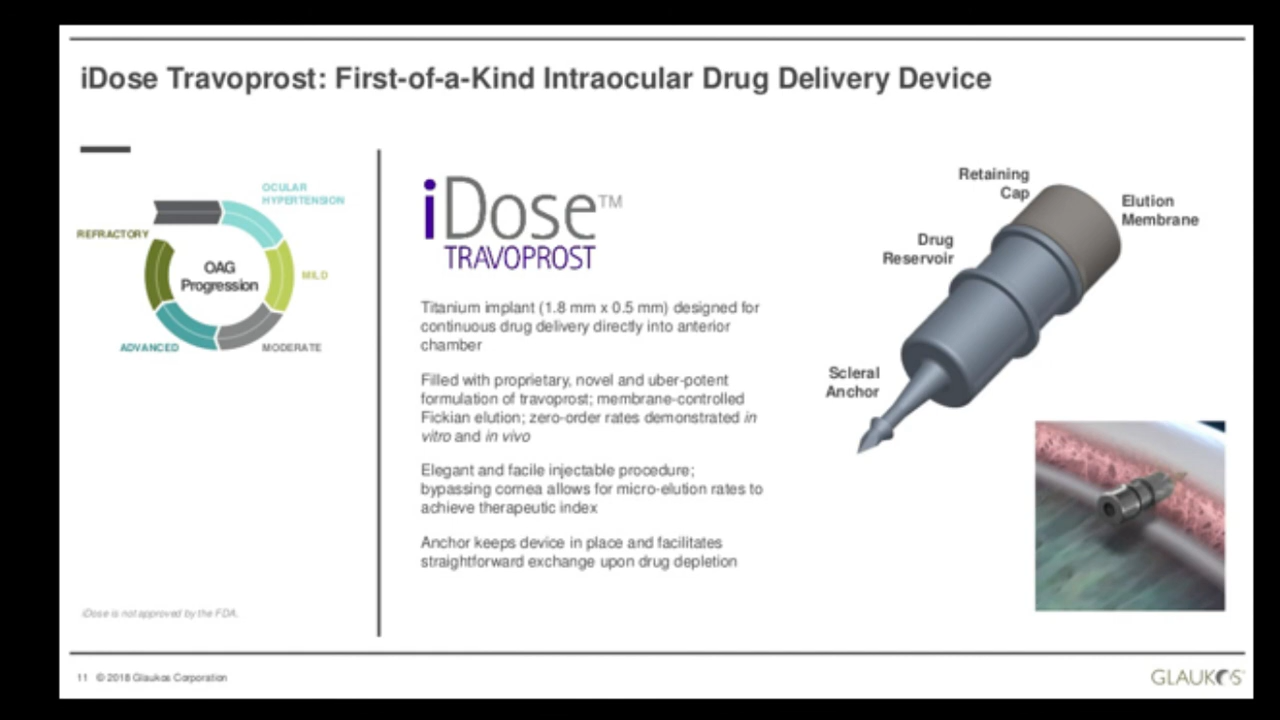 iDose Travoprost: First-of-a-Kind Intraocular Drug Delivery Device
OCULAR
HYPERTENSION
REFRACTORY
OAG
Progression
MILD
ADVANCED
MODERATE
iDose™
TRAVOPROST
Titanium implant (1.8 mm x 0.5 mm) designed for
continuous drug delivery directly into anterior
chamber
Filled with proprietary, novel and uber-potent
formulation of travoprost; membrane-controlled
Fickian elution; zero-order rates demonstrated in
vitro and in vivo
Elegant and facile injectable procedure;
bypassing cornea allows for micro-elution rates to
achieve therapeutic index
Anchor keeps device in place and facilitates
straightforward exchange upon drug depletion
Retaining
Cap
Elution
Membrane
Drug
Reservoir
Scleral
Anchor
iDose is not approved by the FDA.
11 © 2018 Glaukos Corporation
GLAUKOS